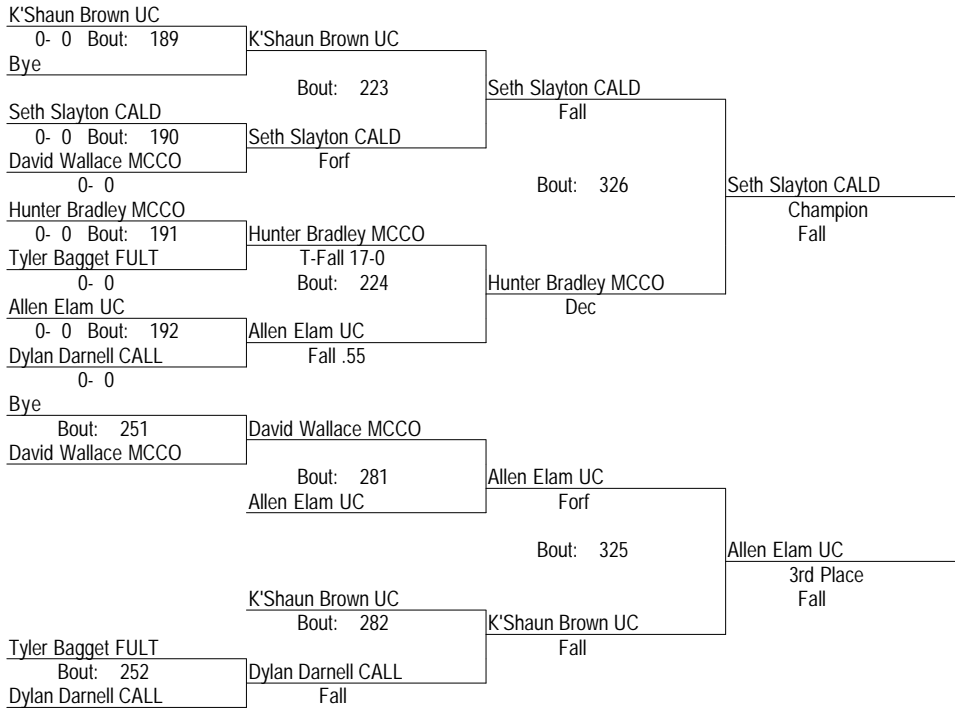 K'Shaun Brown UC
0- 0 Bout: 189
K'Shaun Brown UC
Bye
Bout: 223
Seth Slayton CALD
Seth Slayton CALD
Fall
0- 0 Bout: 190
Seth Slayton CALD
David Wallace MCCO
Forf
0- 0
Bout: 326
Seth Slayton CALD
Hunter Bradley MCCO
Champion
0- 0 Bout: 191
Hunter Bradley MCCO
Fall
Tyler Bagget FULT
T-Fall 17-0
0- 0
Bout: 224
Hunter Bradley MCCO
Allen Elam UC
Dec
0- 0 Bout: 192
Allen Elam UC
Dylan Darnell CALL
Fall .55
0- 0
Bye
Bout: 251
David Wallace MCCO
David Wallace MCCO
Bout: 281
Allen Elam UC
Allen Elam UC
Forf
Bout: 325
Allen Elam UC
3rd Place
K'Shaun Brown UC
Fall
Bout: 282
K'Shaun Brown UC
Tyler Bagget FULT
Fall
Bout: 252
Dylan Darnell CALL
Dylan Darnell CALL
Fall